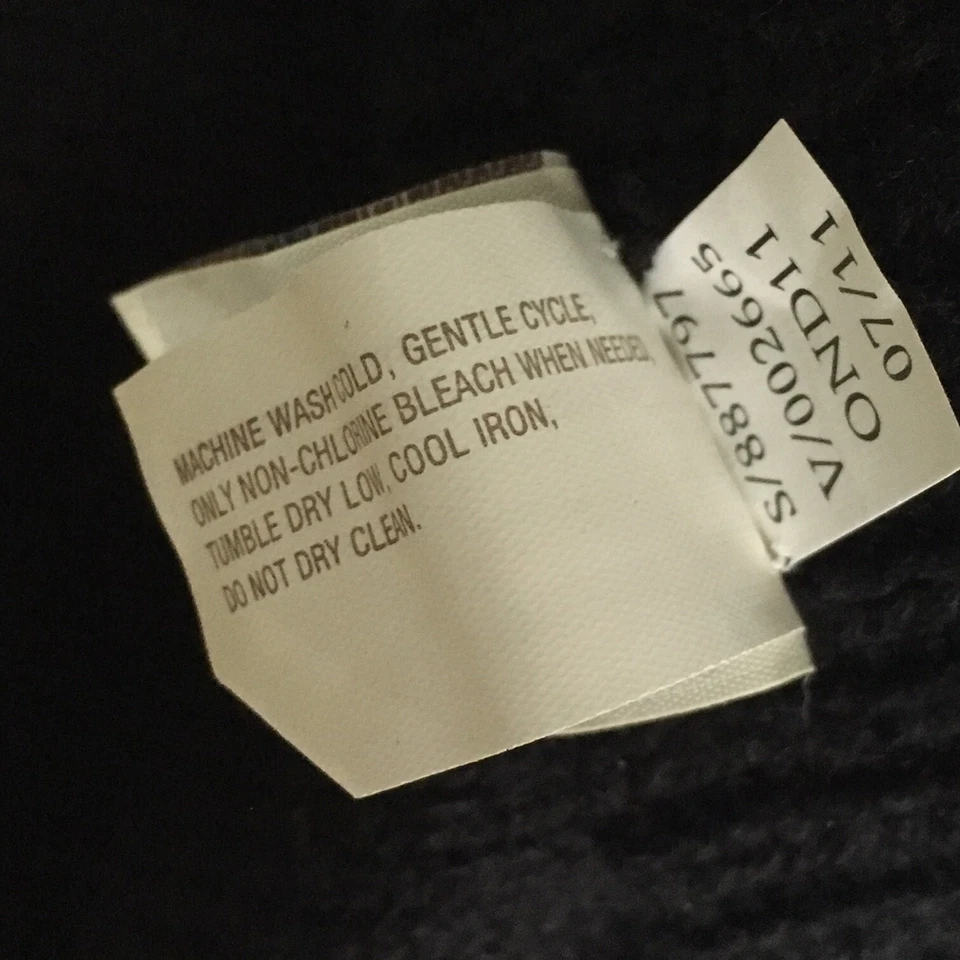 MACHINE WASH COLD, GENTLE CYCLE,
ONLY NON-CHLORINE BLEACH WHEN NEEDED,
TUMBLE DRY LOW, COOL IRON,
DO NOT DRY CLEAN.
S/887797
V/002665
OND11
07/11